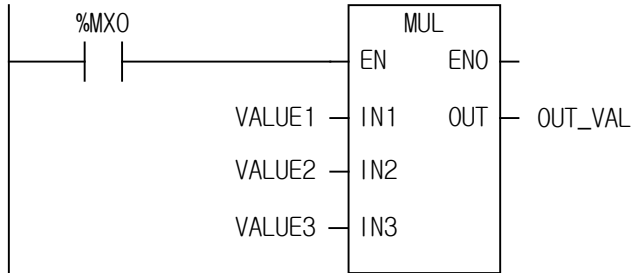 %MX0
MUL
EN ENO
VALUE1 IN1 OUT OUT_VAL
VALUE2 IN2
VALUE3 IN3